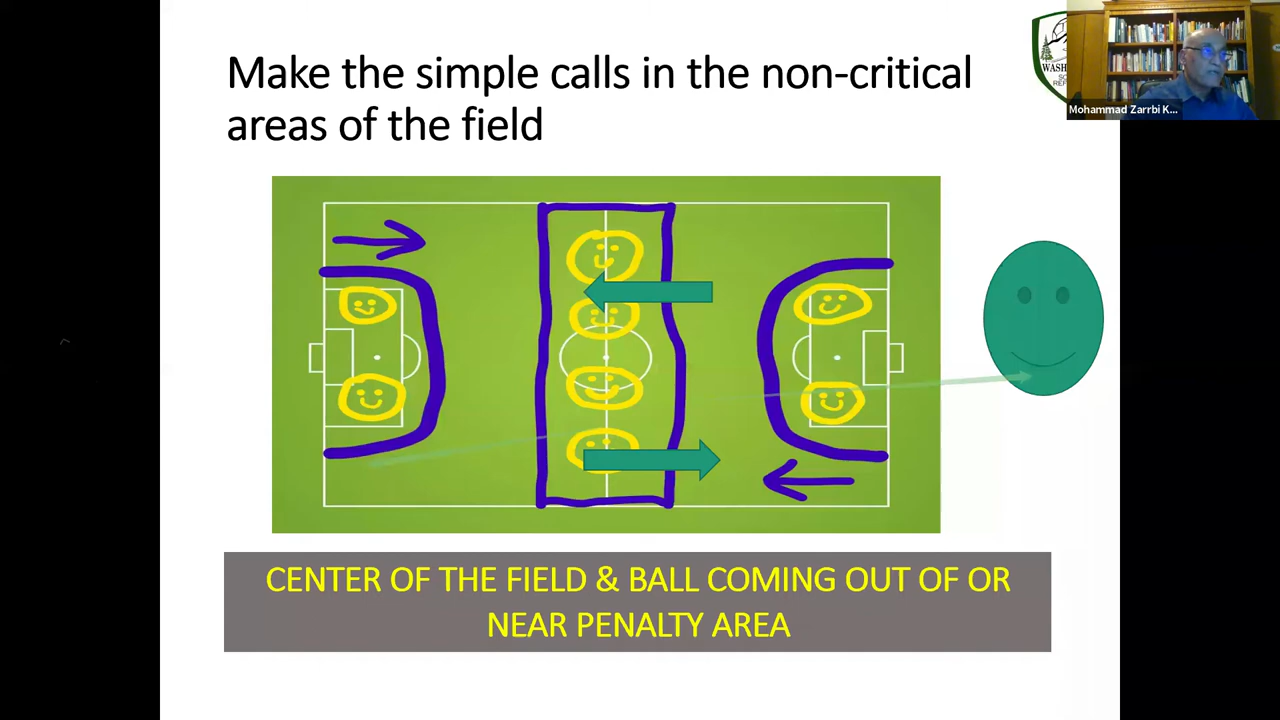 Make the simple calls in the non-critical
areas of the field
Mohammad Zarrbi K...
CENTER OF THE FIELD & BALL COMING OUT OF OR
NEAR PENALTY AREA